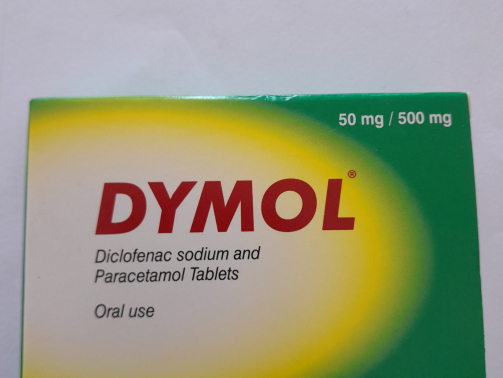 50 mg / 500 mg
DYMOL®
Diclofenac sodium and
Paracetamol Tablets
Oral use